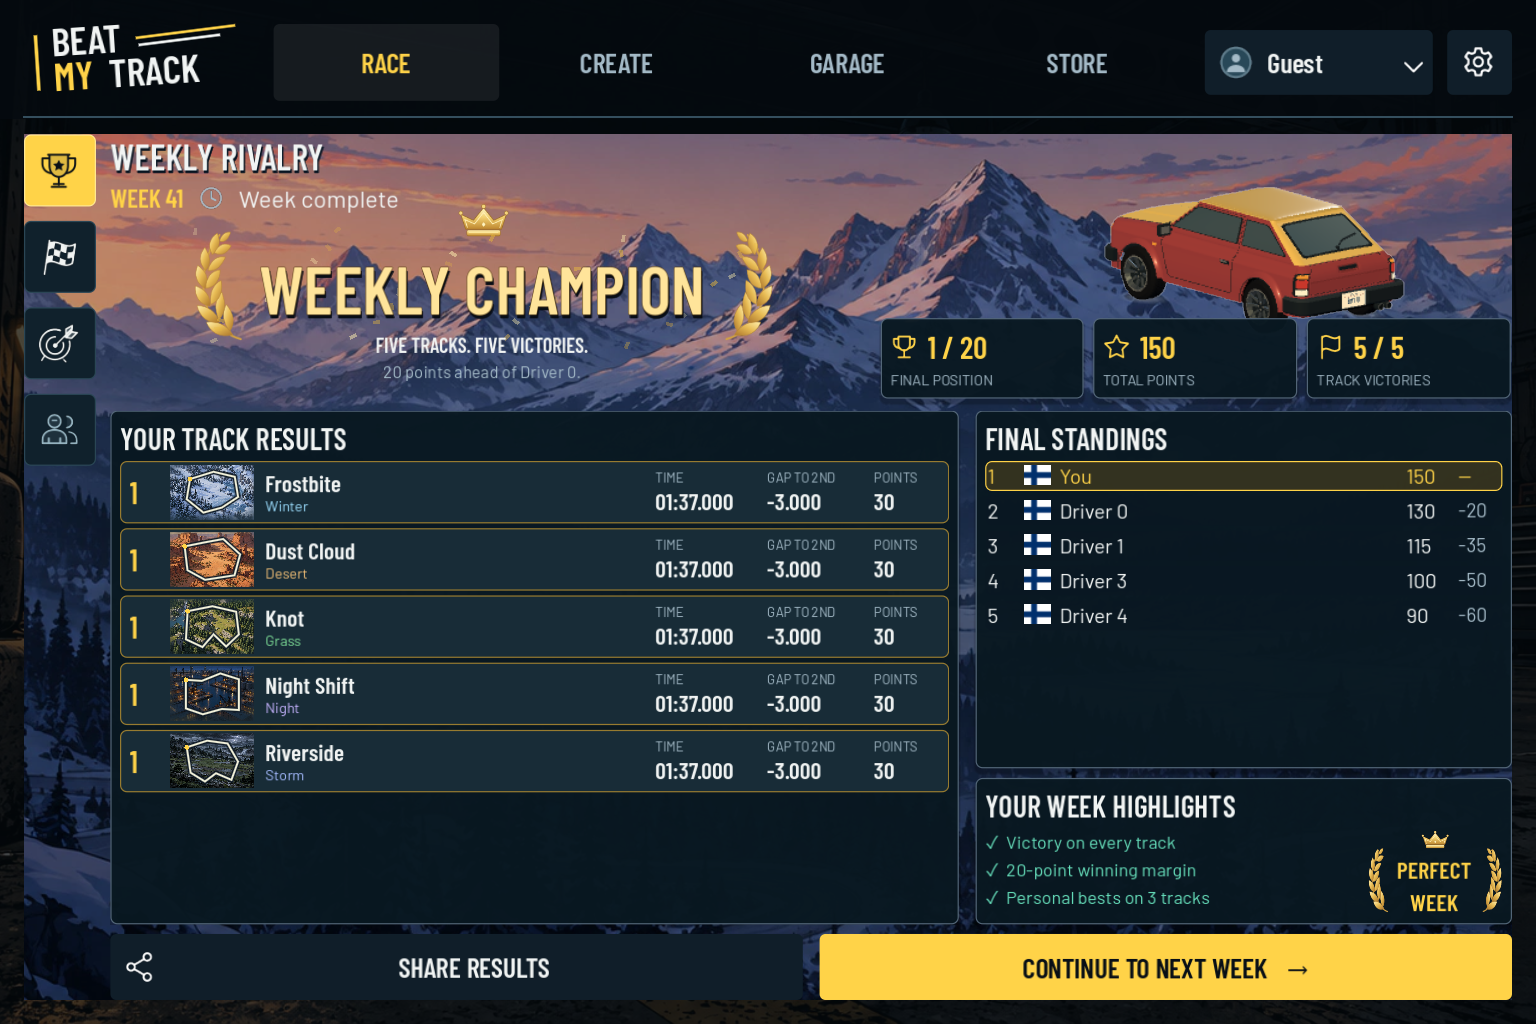 BEAT
MY TRACK
RACE
CREATE
GARAGE
STORE
Guest
WEEKLY RIVALRY
WEEK 41 Week complete
WEEKLY CHAMPION
FIVE TRACKS. FIVE VICTORIES.
20 points ahead of Driver 0.
1 / 20
FINAL POSITION
150
TOTAL POINTS
5 / 5
TRACK VICTORIES
YOUR TRACK RESULTS
1 Frostbite
Winter
TIME GAP TO 2ND POINTS
01:37.000 -3.000 30
1 Dust Cloud
Desert
TIME GAP TO 2ND POINTS
01:37.000 -3.000 30
1 Knot
Grass
TIME GAP TO 2ND POINTS
01:37.000 -3.000 30
1 Night Shift
Night
TIME GAP TO 2ND POINTS
01:37.000 -3.000 30
1 Riverside
Storm
TIME GAP TO 2ND POINTS
01:37.000 -3.000 30
FINAL STANDINGS
1 You 150 –
2 Driver 0 130 -20
3 Driver 1 115 -35
4 Driver 3 100 -50
5 Driver 4 90 -60
YOUR WEEK HIGHLIGHTS
✓ Victory on every track
✓ 20-point winning margin
✓ Personal bests on 3 tracks
PERFECT
WEEK
SHARE RESULTS
CONTINUE TO NEXT WEEK →